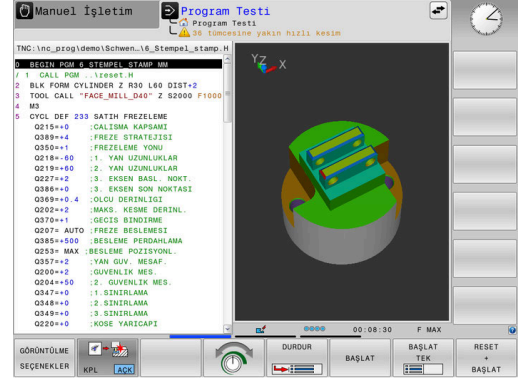 Manuel İşletim
Program Testi
Program Testi
36 tümcesine yakın hızlı kesim
TNC:\nc_prog\demo\Schwen…\6_Stempel_stamp.H
0 BEGIN PGM 6_STEMPEL_STAMP MM
/ 1 CALL PGM ..\reset.H
2 BLK FORM CYLINDER Z R30 L60 DIST+2
3 TOOL CALL "FACE_MILL_D40" Z S2000 F1000
4 M3
5 CYCL DEF 233 SATIH FREZELEME
Q215=+0 ;CALISMA KAPSAMI
Q389=+4 ;FREZE STRATEJISI
Q350=+1 ;FREZELEME YONU
Q218=-60 ;1. YAN UZUNLUKLAR
Q219=+60 ;2. YAN UZUNLUKLAR
Q227=+2 ;3. EKSEN BASL. NOKT.
Q386=+0 ;3. EKSEN SON NOKTASI
Q369=+0.4 ;OLCU DERINLIGI
Q202=+2 ;MAKS. KESME DERINL.
Q370=+1 ;GECIS BINDIRME
Q207= AUTO ;FREZE BESLEMESI
Q385=+500 ;BESLEME PERDAHLAMA
Q253= MAX ;BESLEME POZISYONL.
Q357=+2 ;YAN GUV. MESAF.
Q200=+2 ;GUVENLIK MES.
Q204=+50 ;2. GUVENLIK MES.
Q347=+0 ;1.SINIRLAMA
Q348=+0 ;2.SINIRLAMA
Q349=+0 ;3.SINIRLAMA
Q220=+0 ;KOSE YARICAPI
Y Z X
00:08:30 F MAX
GÖRÜNTÜLME
SEÇENEKLER
KPL AÇK
DURDUR
BAŞLAT
BAŞLAT
TEK
RESET
+
BAŞLAT